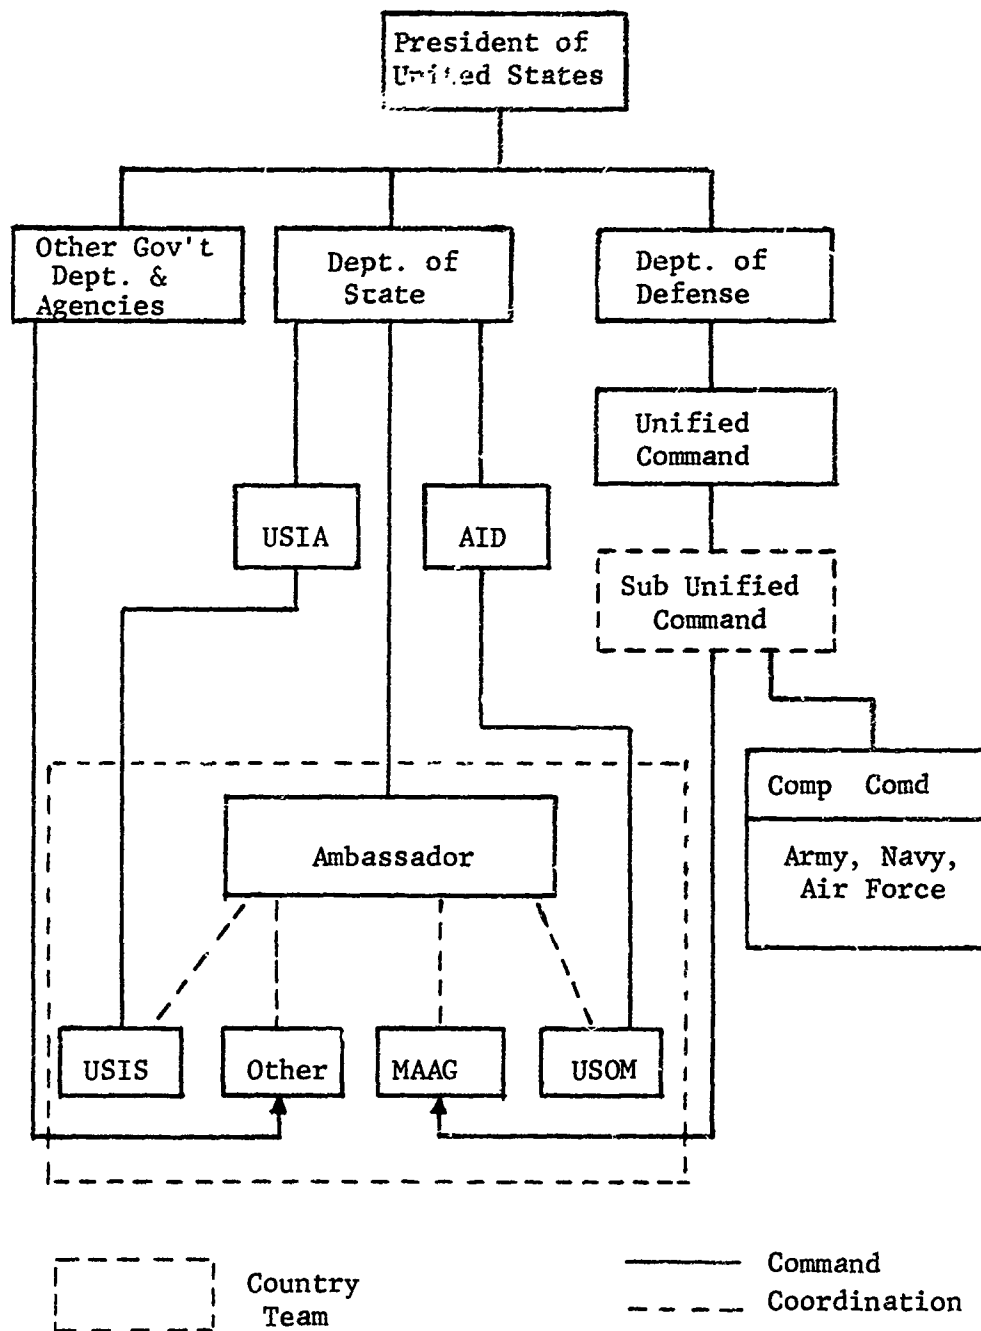 President of
United States
Other Gov't
Dept. &
Agencies
Dept. of
State
Dept. of
Defense
Unified
Command
USIA
AID
Sub Unified
Command
Comp Comd
Army, Navy,
Air Force
Ambassador
USIS
Other
MAAG
USOM
Country
Team
Command
Coordination